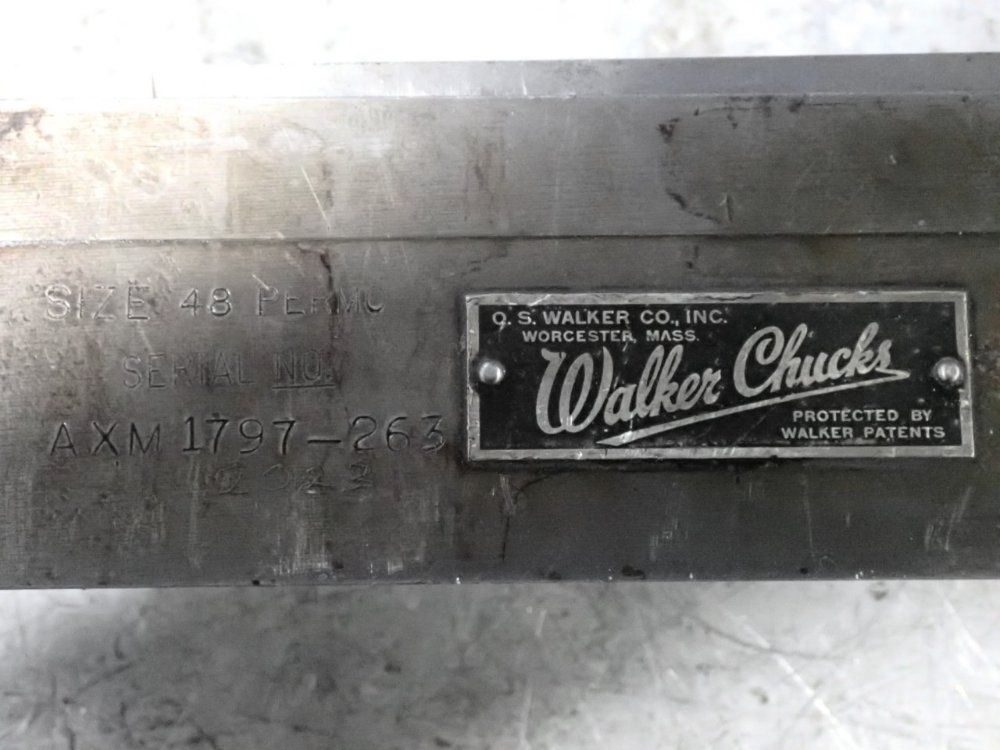 SIZE 48 PERMO
SERIAL NO.
AXM 1797-263
O. S. WALKER CO., INC.
WORCESTER, MASS.
Walker Chucks
PROTECTED BY
WALKER PATENTS